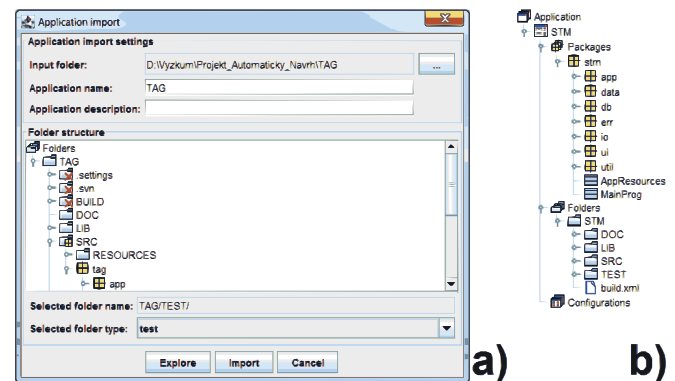 Application import
Application import settings
Input folder: D:\Vyzkum\Projekt_Automaticky_Navrh\TAG ...
Application name: TAG
Application description:
Folder structure
Folders
TAG
.settings
.svn
BUILD
DOC
LIB
SRC
RESOURCES
tag
app
Selected folder name: TAG/TEST/
Selected folder type: test
Explore Import Cancel
a)
Application
STM
Packages
stm
app
data
db
err
io
ui
util
AppResources
MainProg
Folders
STM
DOC
LIB
SRC
TEST
build.xml
Configurations
b)